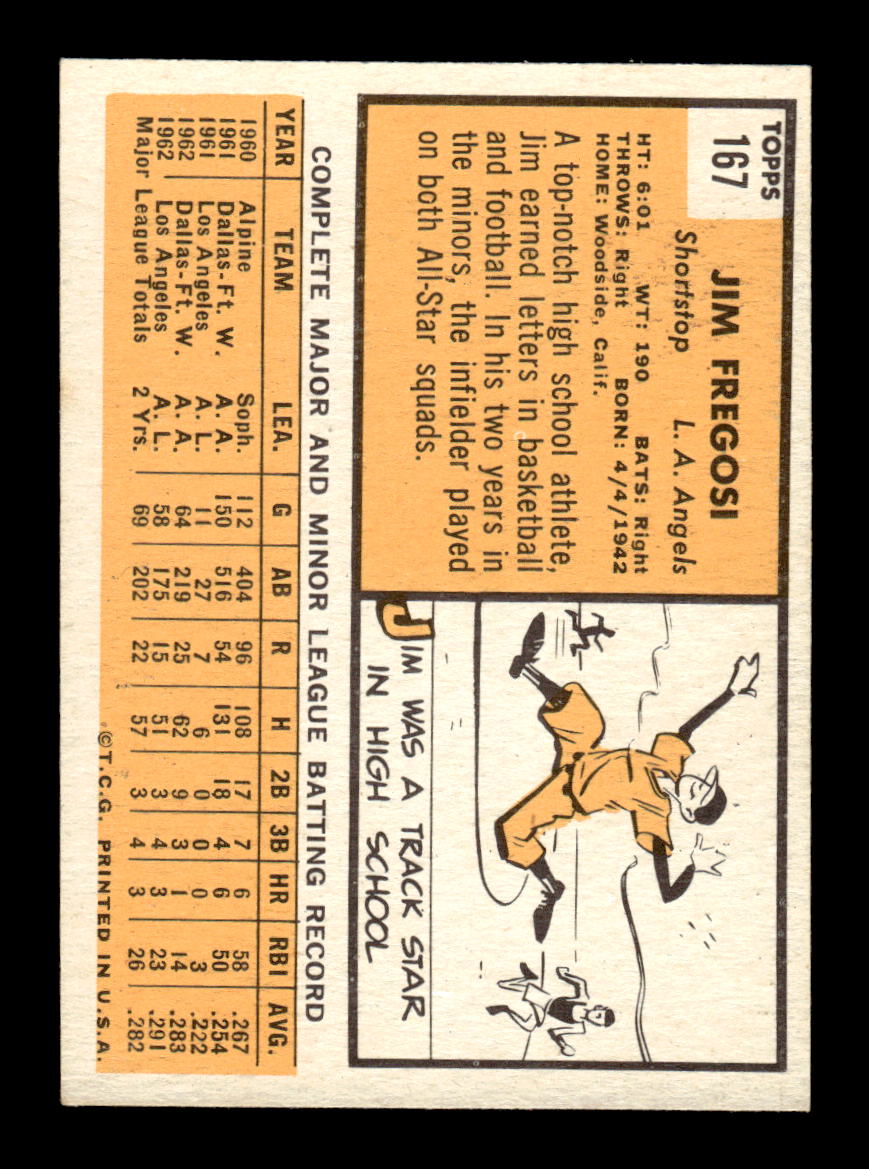 TOPPS
167
JIM FREGOSI
Shortstop L. A. Angels
HT: 6:01 WT: 190 BATS: Right
THROWS: Right BORN: 4/4/1942
HOME: Woodside, Calif.
A top-notch high school athlete,
Jim earned letters in basketball
and football. In his two years in
the minors, the infielder played
on both All-Star squads.
JIM WAS A TRACK STAR
IN HIGH SCHOOL
COMPLETE MAJOR AND MINOR LEAGUE BATTING RECORD
YEAR TEAM LEA. G AB R H 2B 3B HR RBI AVG.
1960 Alpine Soph. 112 404 96 108 17 7 6 58 .267
1961 Dallas-Ft. W. A. A. 150 516 54 131 18 4 6 50 .254
1961 Los Angeles A. L. 11 27 7 6 0 0 0 3 .222
1962 Dallas-Ft. W. A. A. 64 219 25 62 9 3 1 14 .283
1962 Los Angeles A. L. 58 175 15 51 3 4 3 23 .291
Major League Totals 2 Yrs. 69 202 22 57 3 4 3 26 .282
©T.C.G. PRINTED IN U.S.A.